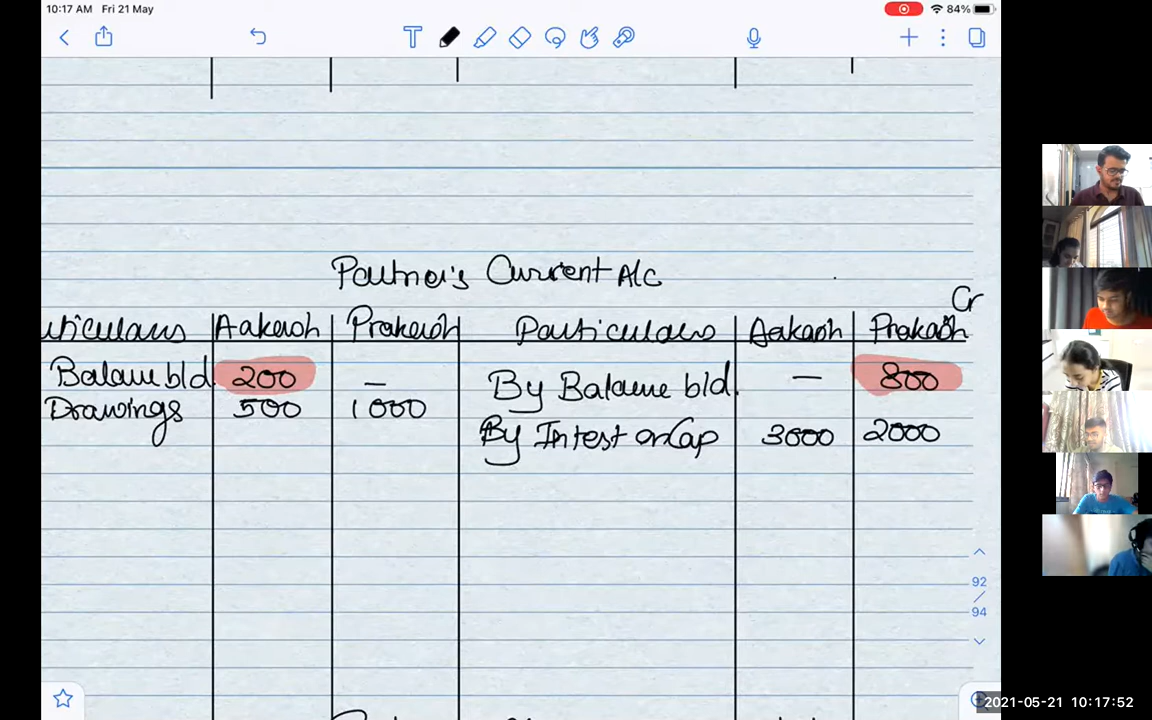 10:17 AM Fri 21 May 84%
Partner's Current A/c
Cr
ticulars Aakash Prakash Particulars Aakash Prakash
Balance b/d 200 — By Balance b/d. — 800
Drawings 500 1000
By Intest on Cap 3000 2000
92
/
94
2021-05-21 10:17:52